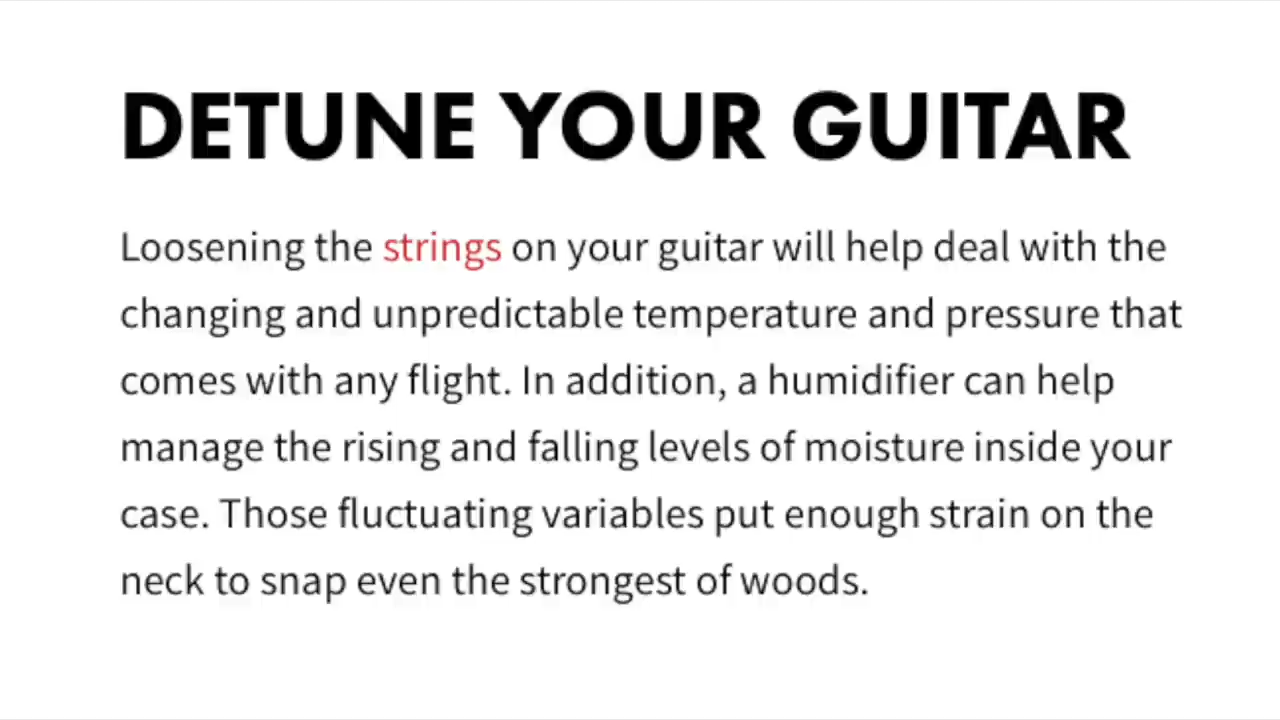 DETUNE YOUR GUITAR
Loosening the strings on your guitar will help deal with the
changing and unpredictable temperature and pressure that
comes with any flight. In addition, a humidifier can help
manage the rising and falling levels of moisture inside your
case. Those fluctuating variables put enough strain on the
neck to snap even the strongest of woods.